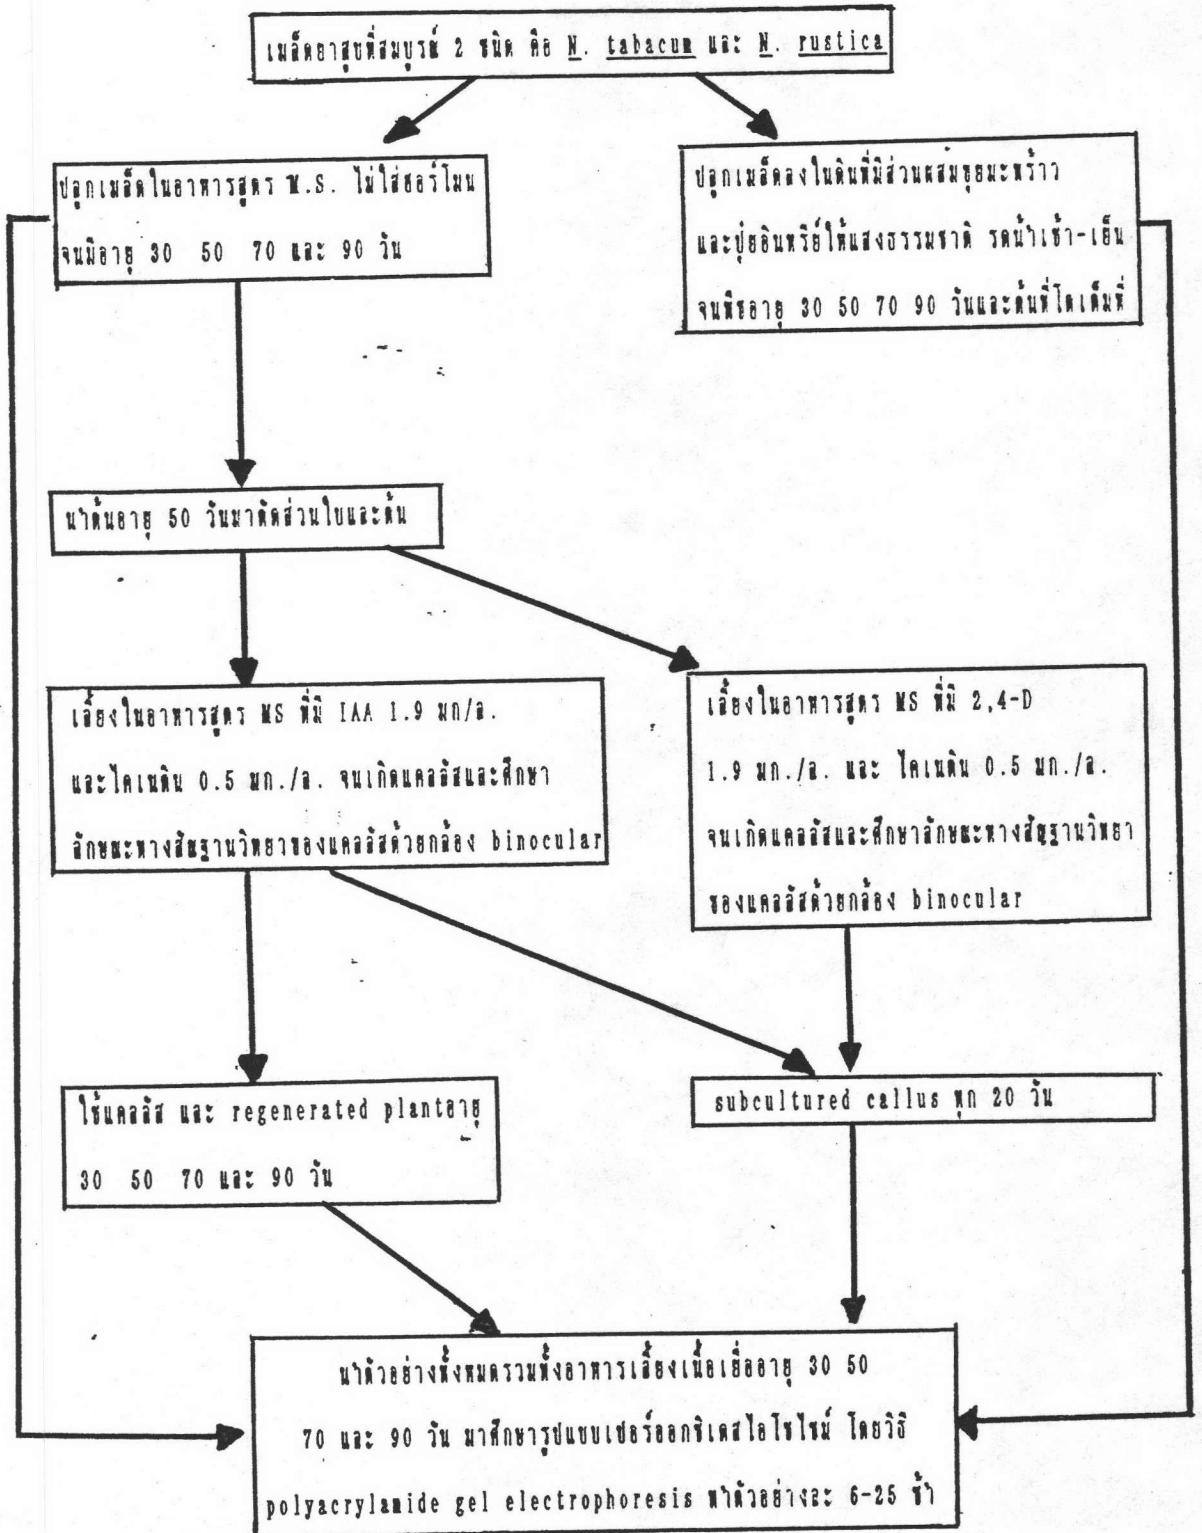 เมล็ดยาสูบที่สมบูรณ์ 2 ชนิด คือ N. tabacum และ N. rustica
ปลูกเมล็ดในอาหารสูตร M.S. ไม่ใส่ฮอร์โมน
จนมีอายุ 30 50 70 และ 90 วัน
ปลูกเมล็ดลงในดินที่มีส่วนผสมขุยมะพร้าว
และปุ๋ยอินทรีย์ให้แสงธรรมชาติ รดน้ำเช้า-เย็น
จนพืชอายุ 30 50 70 90 วันและต้นที่โตเต็มที่
นำต้นอายุ 50 วันมาตัดส่วนใบและต้น
เลี้ยงในอาหารสูตร MS ที่มี IAA 1.9 มก/ล.
และไคเนติน 0.5 มก./ล. จนเกิดแคลลัสและศึกษา
ลักษณะทางสัณฐานวิทยาของแคลลัสด้วยกล้อง binocular
เลี้ยงในอาหารสูตร MS ที่มี 2,4-D
1.9 มก./ล. และ ไคเนติน 0.5 มก./ล.
จนเกิดแคลลัสและศึกษาลักษณะทางสัณฐานวิทยา
ของแคลลัสด้วยกล้อง binocular
ใช้แคลลัส และ regenerated plantอายุ
30 50 70 และ 90 วัน
subcultured callus ทุก 20 วัน
นำตัวอย่างทั้งหมดรวมทั้งอาหารเลี้ยงเนื้อเยื่ออายุ 30 50
70 และ 90 วัน มาศึกษารูปแบบเปอร์ออกซิเดสไอโซไซม์ โดยวิธี
polyacrylamide gel electrophoresis ทำตัวอย่างละ 6-25 ซ้ำ